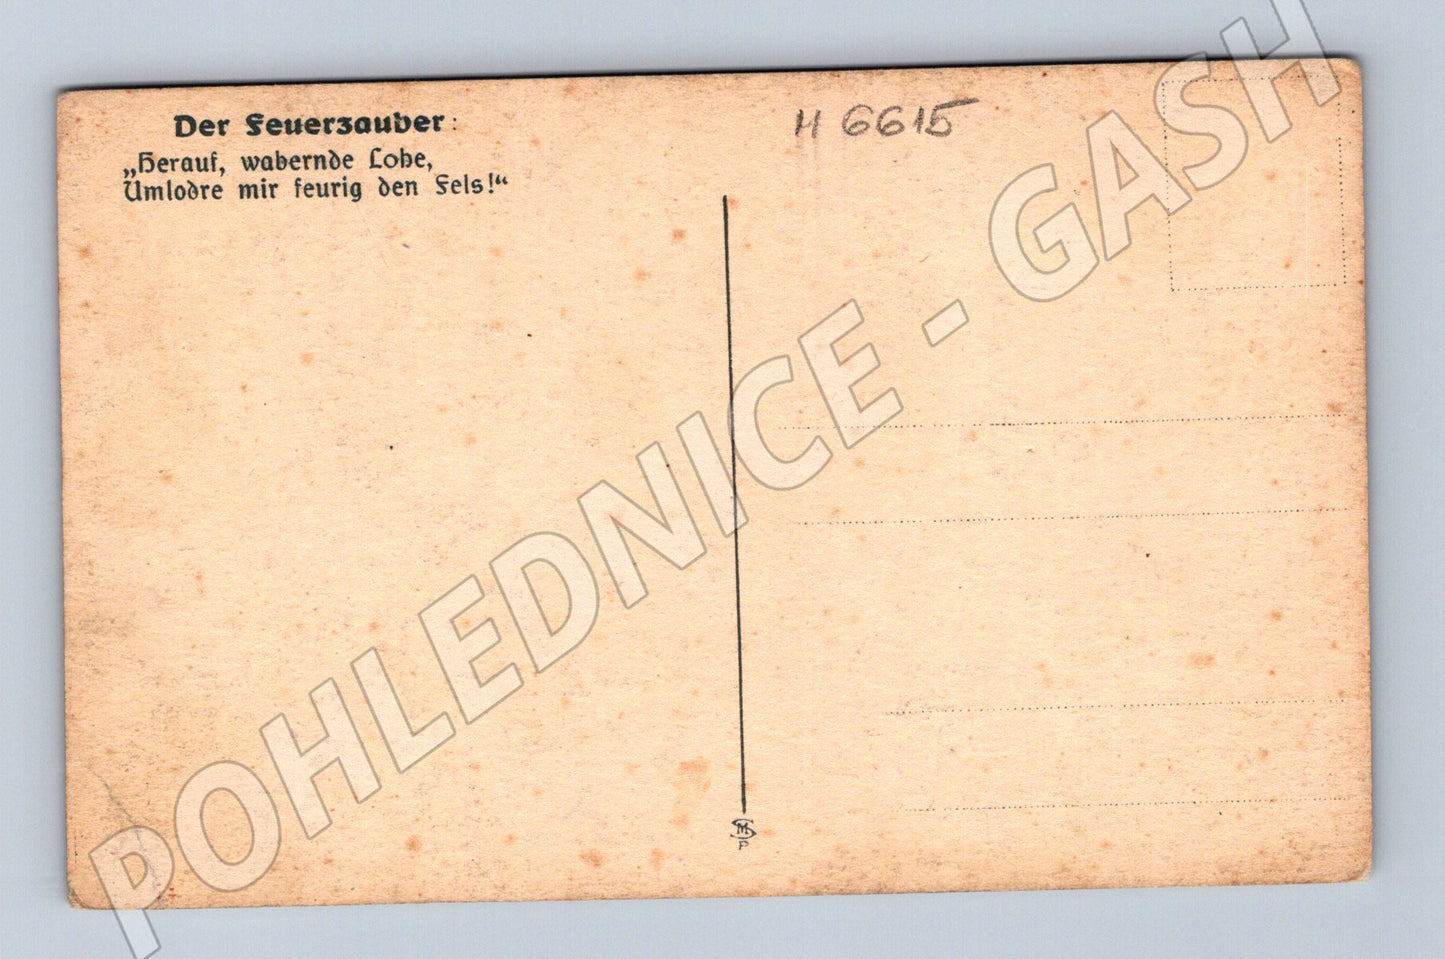 Der Feuerzauber:
„Herauf, wabernde Lohe,
Umlodre mir feurig den Fels!“
H 6615
POHLEDNICE - GASH